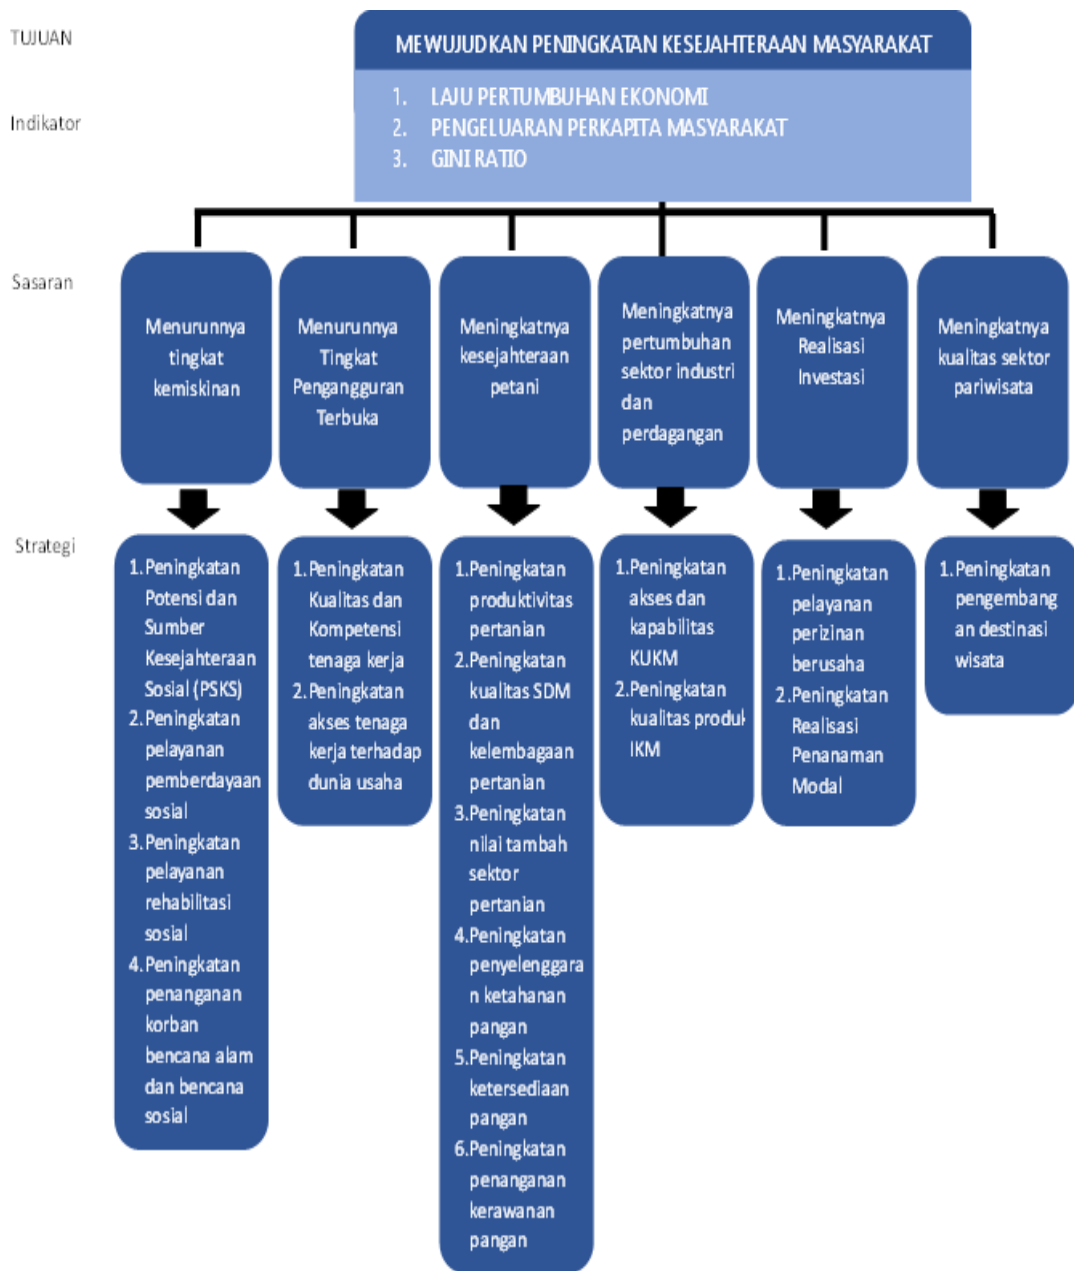 TUJUAN
MEWUJUDKAN PENINGKATAN KESEJAHTERAAN MASYARAKAT
Indikator
1. LAJU PERTUMBUHAN EKONOMI
2. PENGELUARAN PERKAPITA MASYARAKAT
3. GINI RATIO
Sasaran
Menurunnya
tingkat
kemiskinan
Menurunnya
Tingkat
Pengangguran
Terbuka
Meningkatnya
kesejahteraan
petani
Meningkatnya
pertumbuhan
sektor industri
dan
perdagangan
Meningkatnya
Realisasi
Investasi
Meningkatnya
kualitas sektor
pariwisata
Strategi
1.Peningkatan
Potensi dan
Sumber
Kesejahteraan
Sosial (PSKS)
2.Peningkatan
pelayanan
pemberdayaan
sosial
3.Peningkatan
pelayanan
rehabilitasi
sosial
4.Peningkatan
penanganan
korban
bencana alam
dan bencana
sosial
1.Peningkatan
Kualitas dan
Kompetensi
tenaga kerja
2.Peningkatan
akses tenaga
kerja terhadap
dunia usaha
1.Peningkatan
produktivitas
pertanian
2.Peningkatan
kualitas SDM
dan
kelembagaan
pertanian
3.Peningkatan
nilai tambah
sektor
pertanian
4.Peningkatan
penyelenggara
n ketahanan
pangan
5.Peningkatan
ketersediaan
pangan
6.Peningkatan
penanganan
kerawanan
pangan
1.Peningkatan
akses dan
kapabilitas
KUKM
2.Peningkatan
kualitas produk
IKM
1.Peningkatan
pelayanan
perizinan
berusaha
2.Peningkatan
Realisasi
Penanaman
Modal
1.Peningkatan
pengembang
an destinasi
wisata